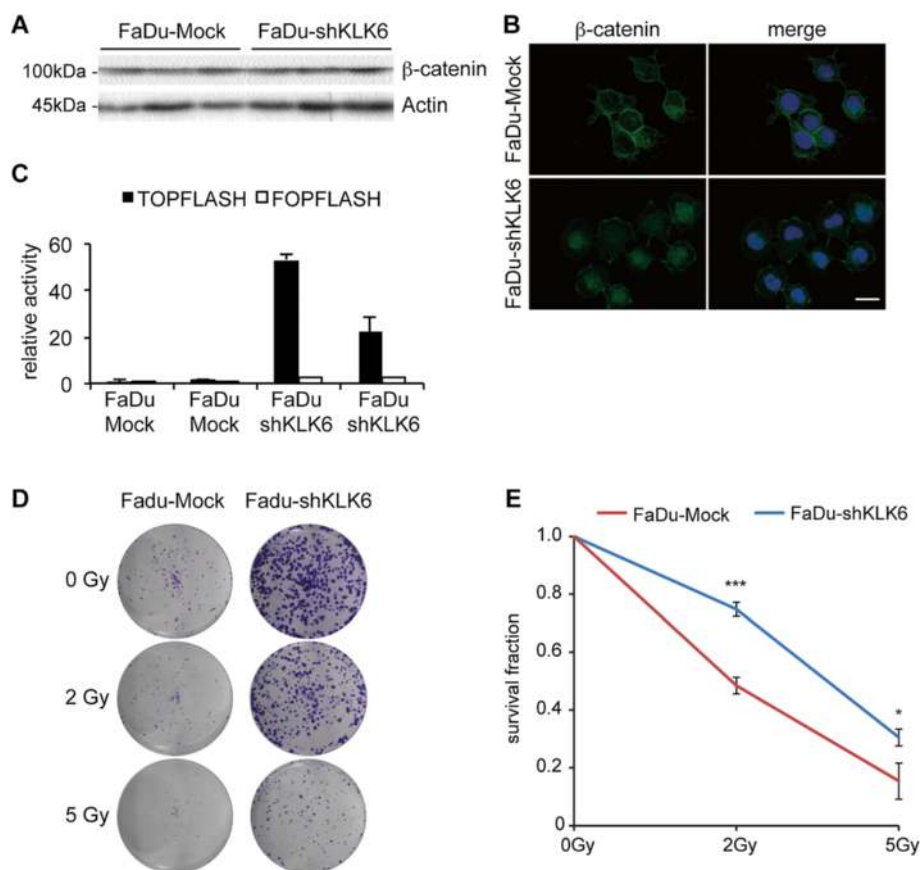 A
FaDu-Mock FaDu-shKLK6
100kDa - β-catenin
45kDa - Actin
B
β-catenin merge
FaDu-Mock
FaDu-shKLK6
C
TOPFLASH FOPFLASH
relative activity
60
40
20
0
FaDu Mock FaDu Mock FaDu shKLK6 FaDu shKLK6
D
Fadu-Mock Fadu-shKLK6
0 Gy
2 Gy
5 Gy
E
FaDu-Mock FaDu-shKLK6
survival fraction
1.0
0.8
0.6
0.4
0.2
0
***
*
0Gy 2Gy 5Gy